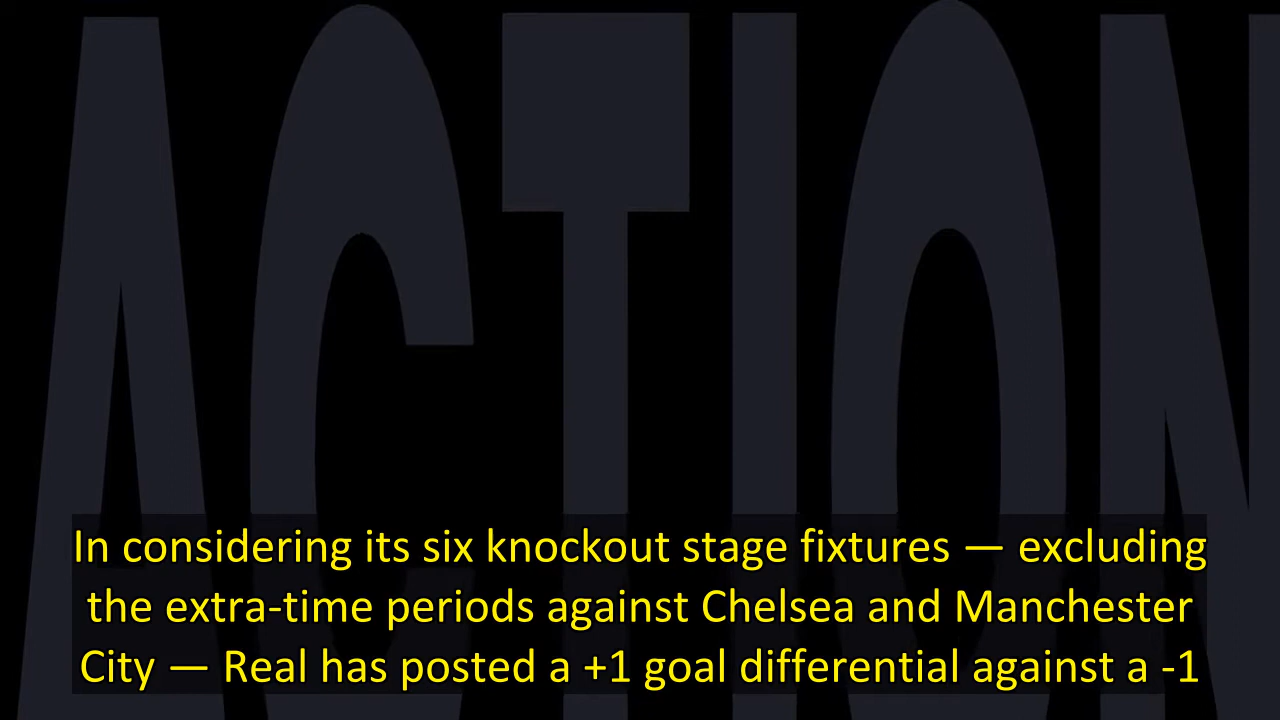 ACTION
In considering its six knockout stage fixtures — excluding
the extra-time periods against Chelsea and Manchester
City — Real has posted a +1 goal differential against a -1